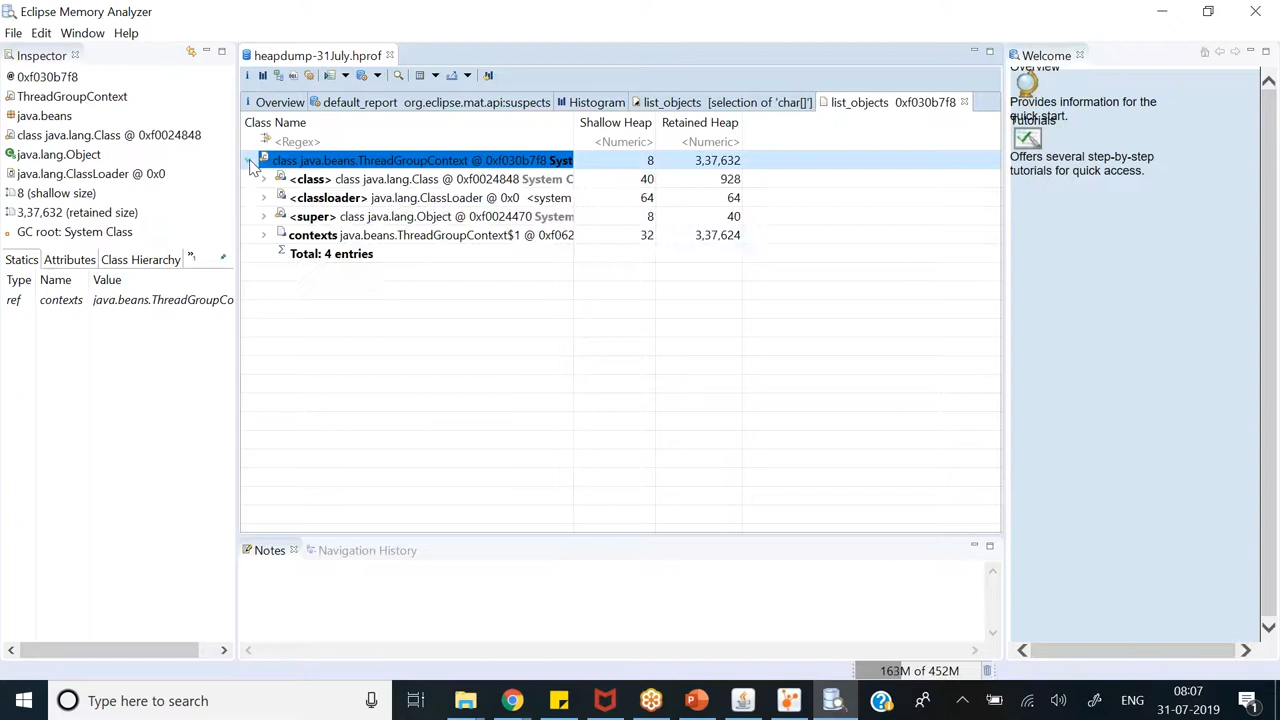 Eclipse Memory Analyzer
File Edit Window Help
Inspector
0xf030b7f8
ThreadGroupContext
java.beans
class java.lang.Class @ 0xf0024848
java.lang.Object
java.lang.ClassLoader @ 0x0
8 (shallow size)
3,37,632 (retained size)
GC root: System Class
Statics Attributes Class Hierarchy »1
Type Name Value
ref contexts java.beans.ThreadGroupCo
heapdump-31July.hprof
Overview default_report org.eclipse.mat.api:suspects Histogram list_objects [selection of 'char[]'] list_objects 0xf030b7f8
Class Name Shallow Heap Retained Heap
<Regex> <Numeric> <Numeric>
class java.beans.ThreadGroupContext @ 0xf030b7f8 Syst 8 3,37,632
<class> class java.lang.Class @ 0xf0024848 System C 40 928
<classloader> java.lang.ClassLoader @ 0x0 <system 64 64
<super> class java.lang.Object @ 0xf0024470 System 8 40
contexts java.beans.ThreadGroupContext$1 @ 0xf062 32 3,37,624
Σ Total: 4 entries
Notes Navigation History
Welcome
Overview
Provides information for the
quick start.
Tutorials
Offers several step-by-step
tutorials for quick access.
163M of 452M
Type here to search
ENG
08:07
31-07-2019
1